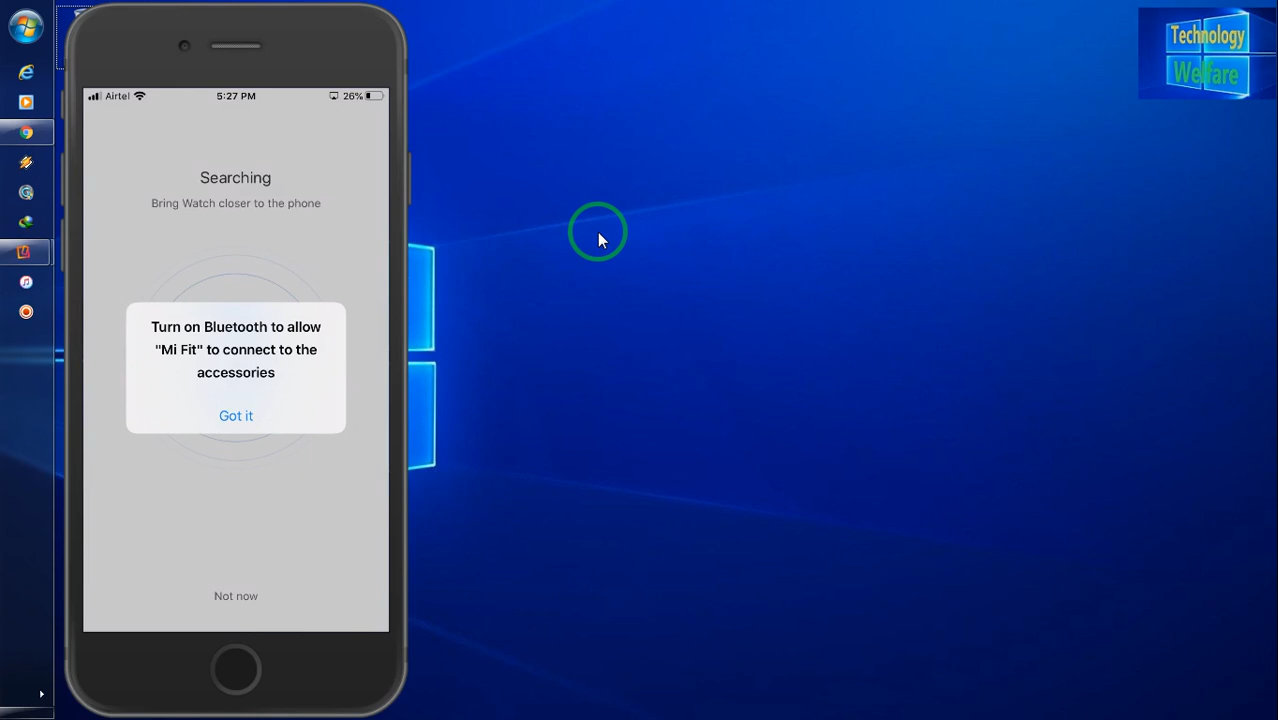 Technology
Welfare
Airtel
5:27 PM
26%
Searching
Bring Watch closer to the phone
Turn on Bluetooth to allow
"Mi Fit" to connect to the
accessories
Got it
Not now